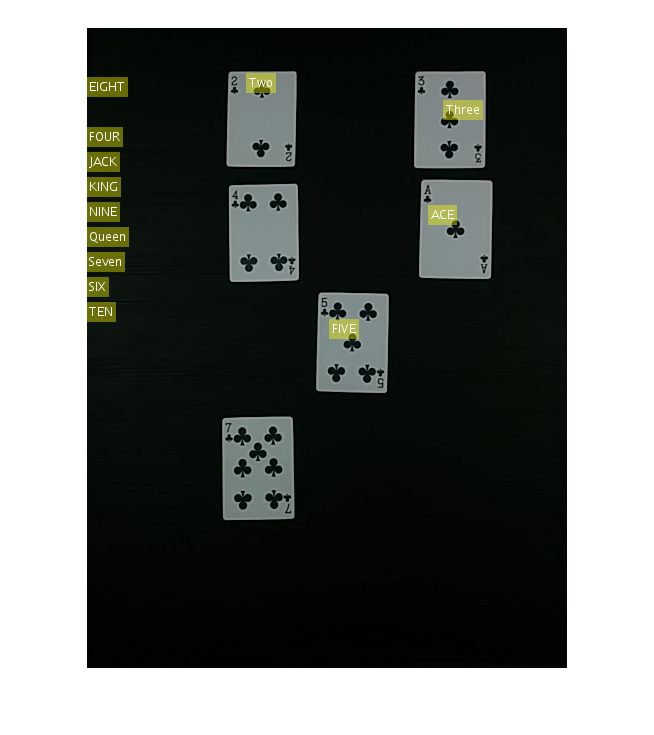 2
Two
2
3
Three
3
EIGHT
FOUR
JACK
KING
NINE
Queen
Seven
SIX
TEN
4
4
A
ACE
A
5
FIVE
5
7
7